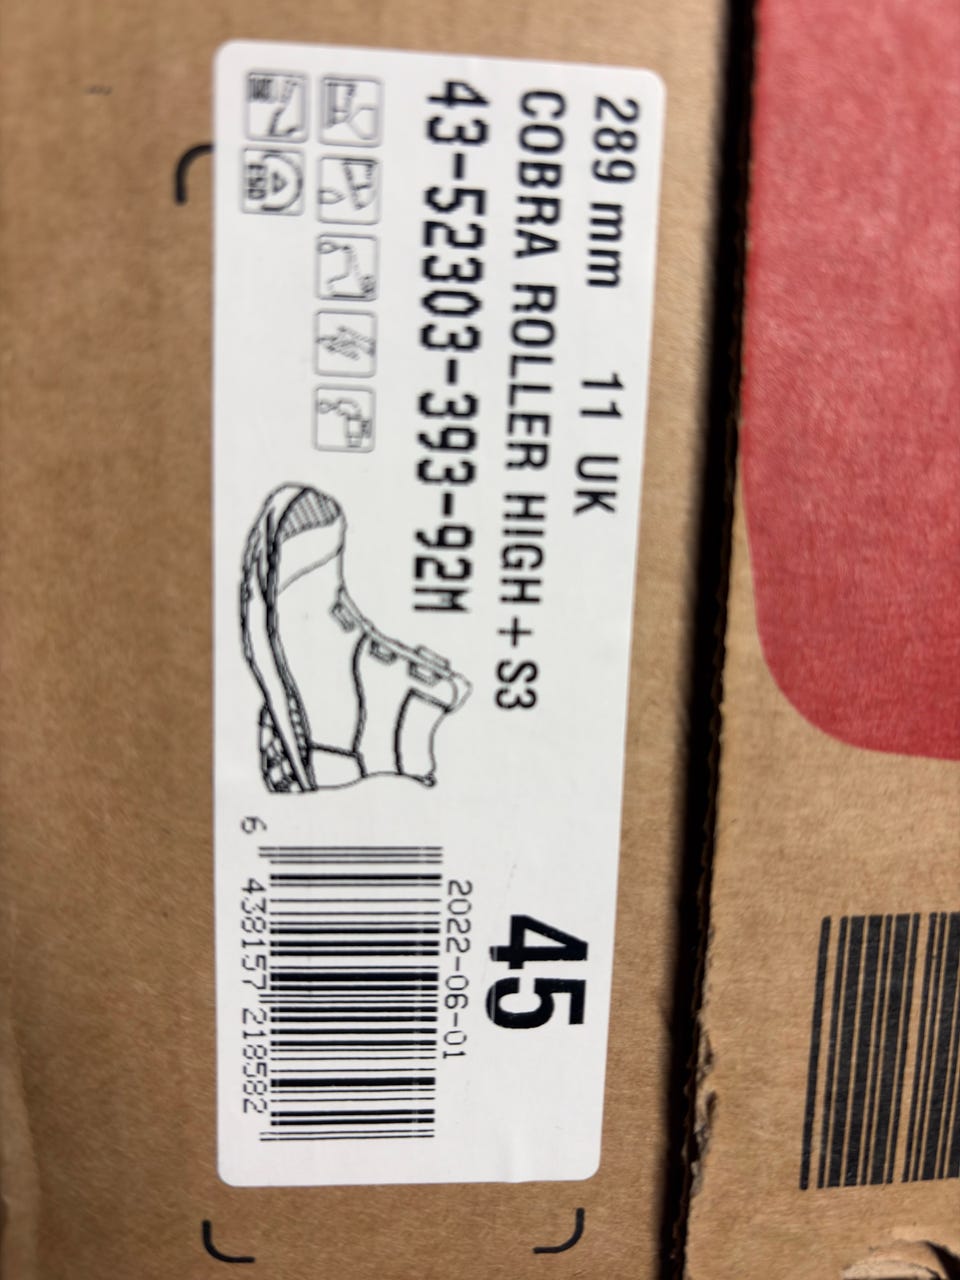 289 mm 11 UK
COBRA ROLLER HIGH + S3
45
43-52303-393-92M
2022-06-01
ESD
6 438157 218582